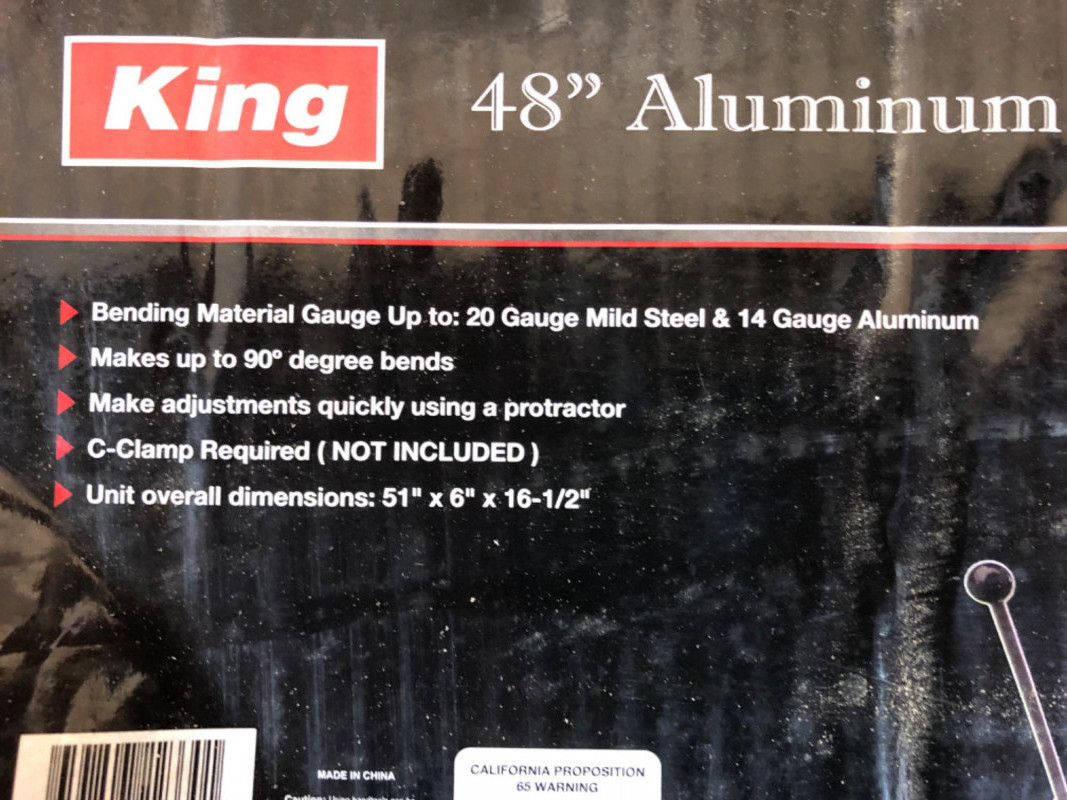 King
48” Aluminum
Bending Material Gauge Up to: 20 Gauge Mild Steel & 14 Gauge Aluminum
Makes up to 90º degree bends
Make adjustments quickly using a protractor
C-Clamp Required ( NOT INCLUDED )
Unit overall dimensions: 51" x 6" x 16-1/2"
MADE IN CHINA
CALIFORNIA PROPOSITION
65 WARNING
Caution: Using